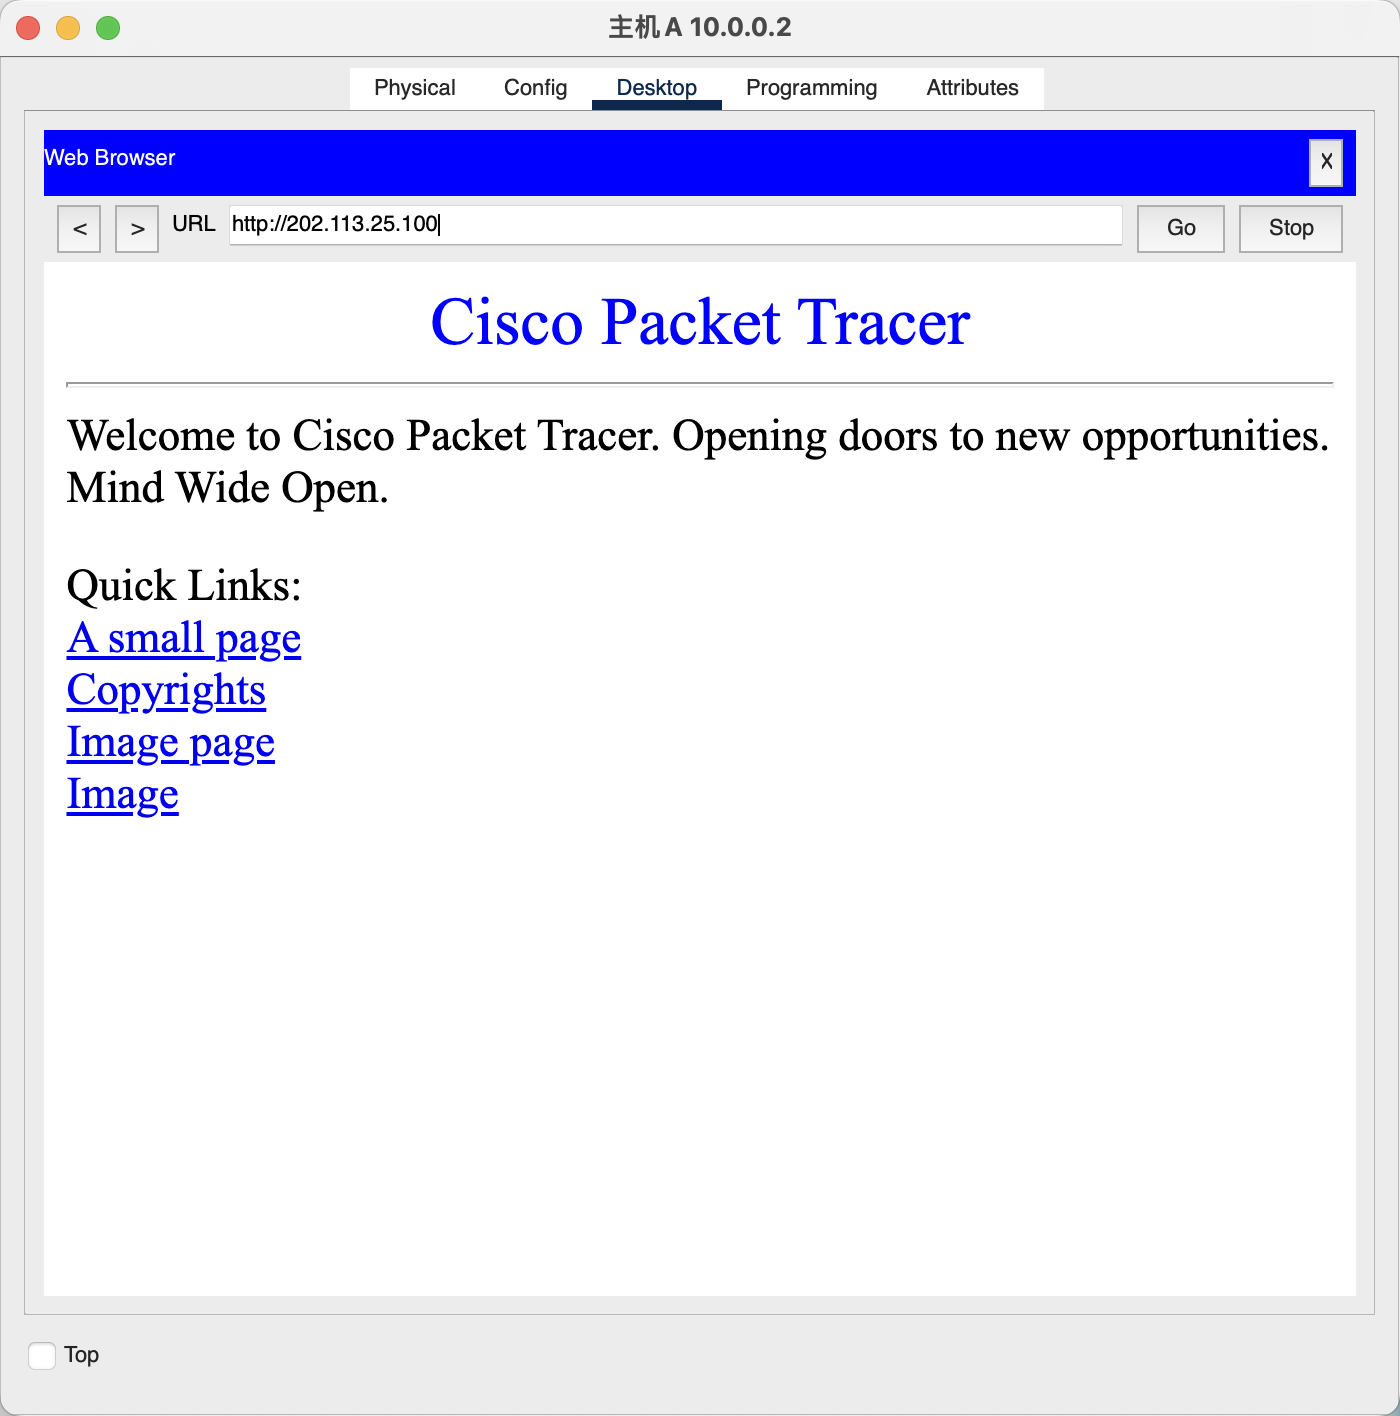 主机 A 10.0.0.2
Physical Config Desktop Programming Attributes
Web Browser X
< > URL http://202.113.25.100 Go Stop
Cisco Packet Tracer
Welcome to Cisco Packet Tracer. Opening doors to new opportunities.
Mind Wide Open.
Quick Links:
A small page
Copyrights
Image page
Image
Top